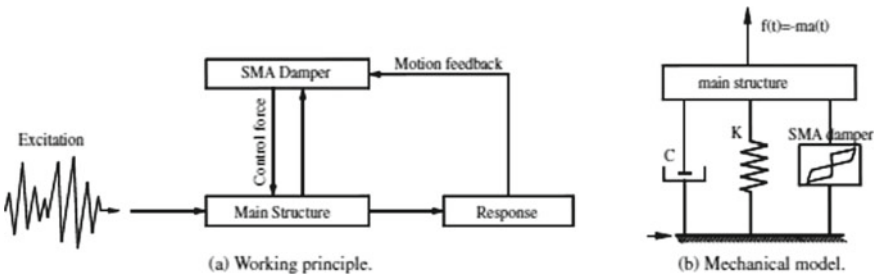 SMA Damper
Motion feedback
Control force
Excitation
Main Structure
Response
(a) Working principle.
f(t)=-ma(t)
main structure
K
SMA damper
C
(b) Mechanical model.